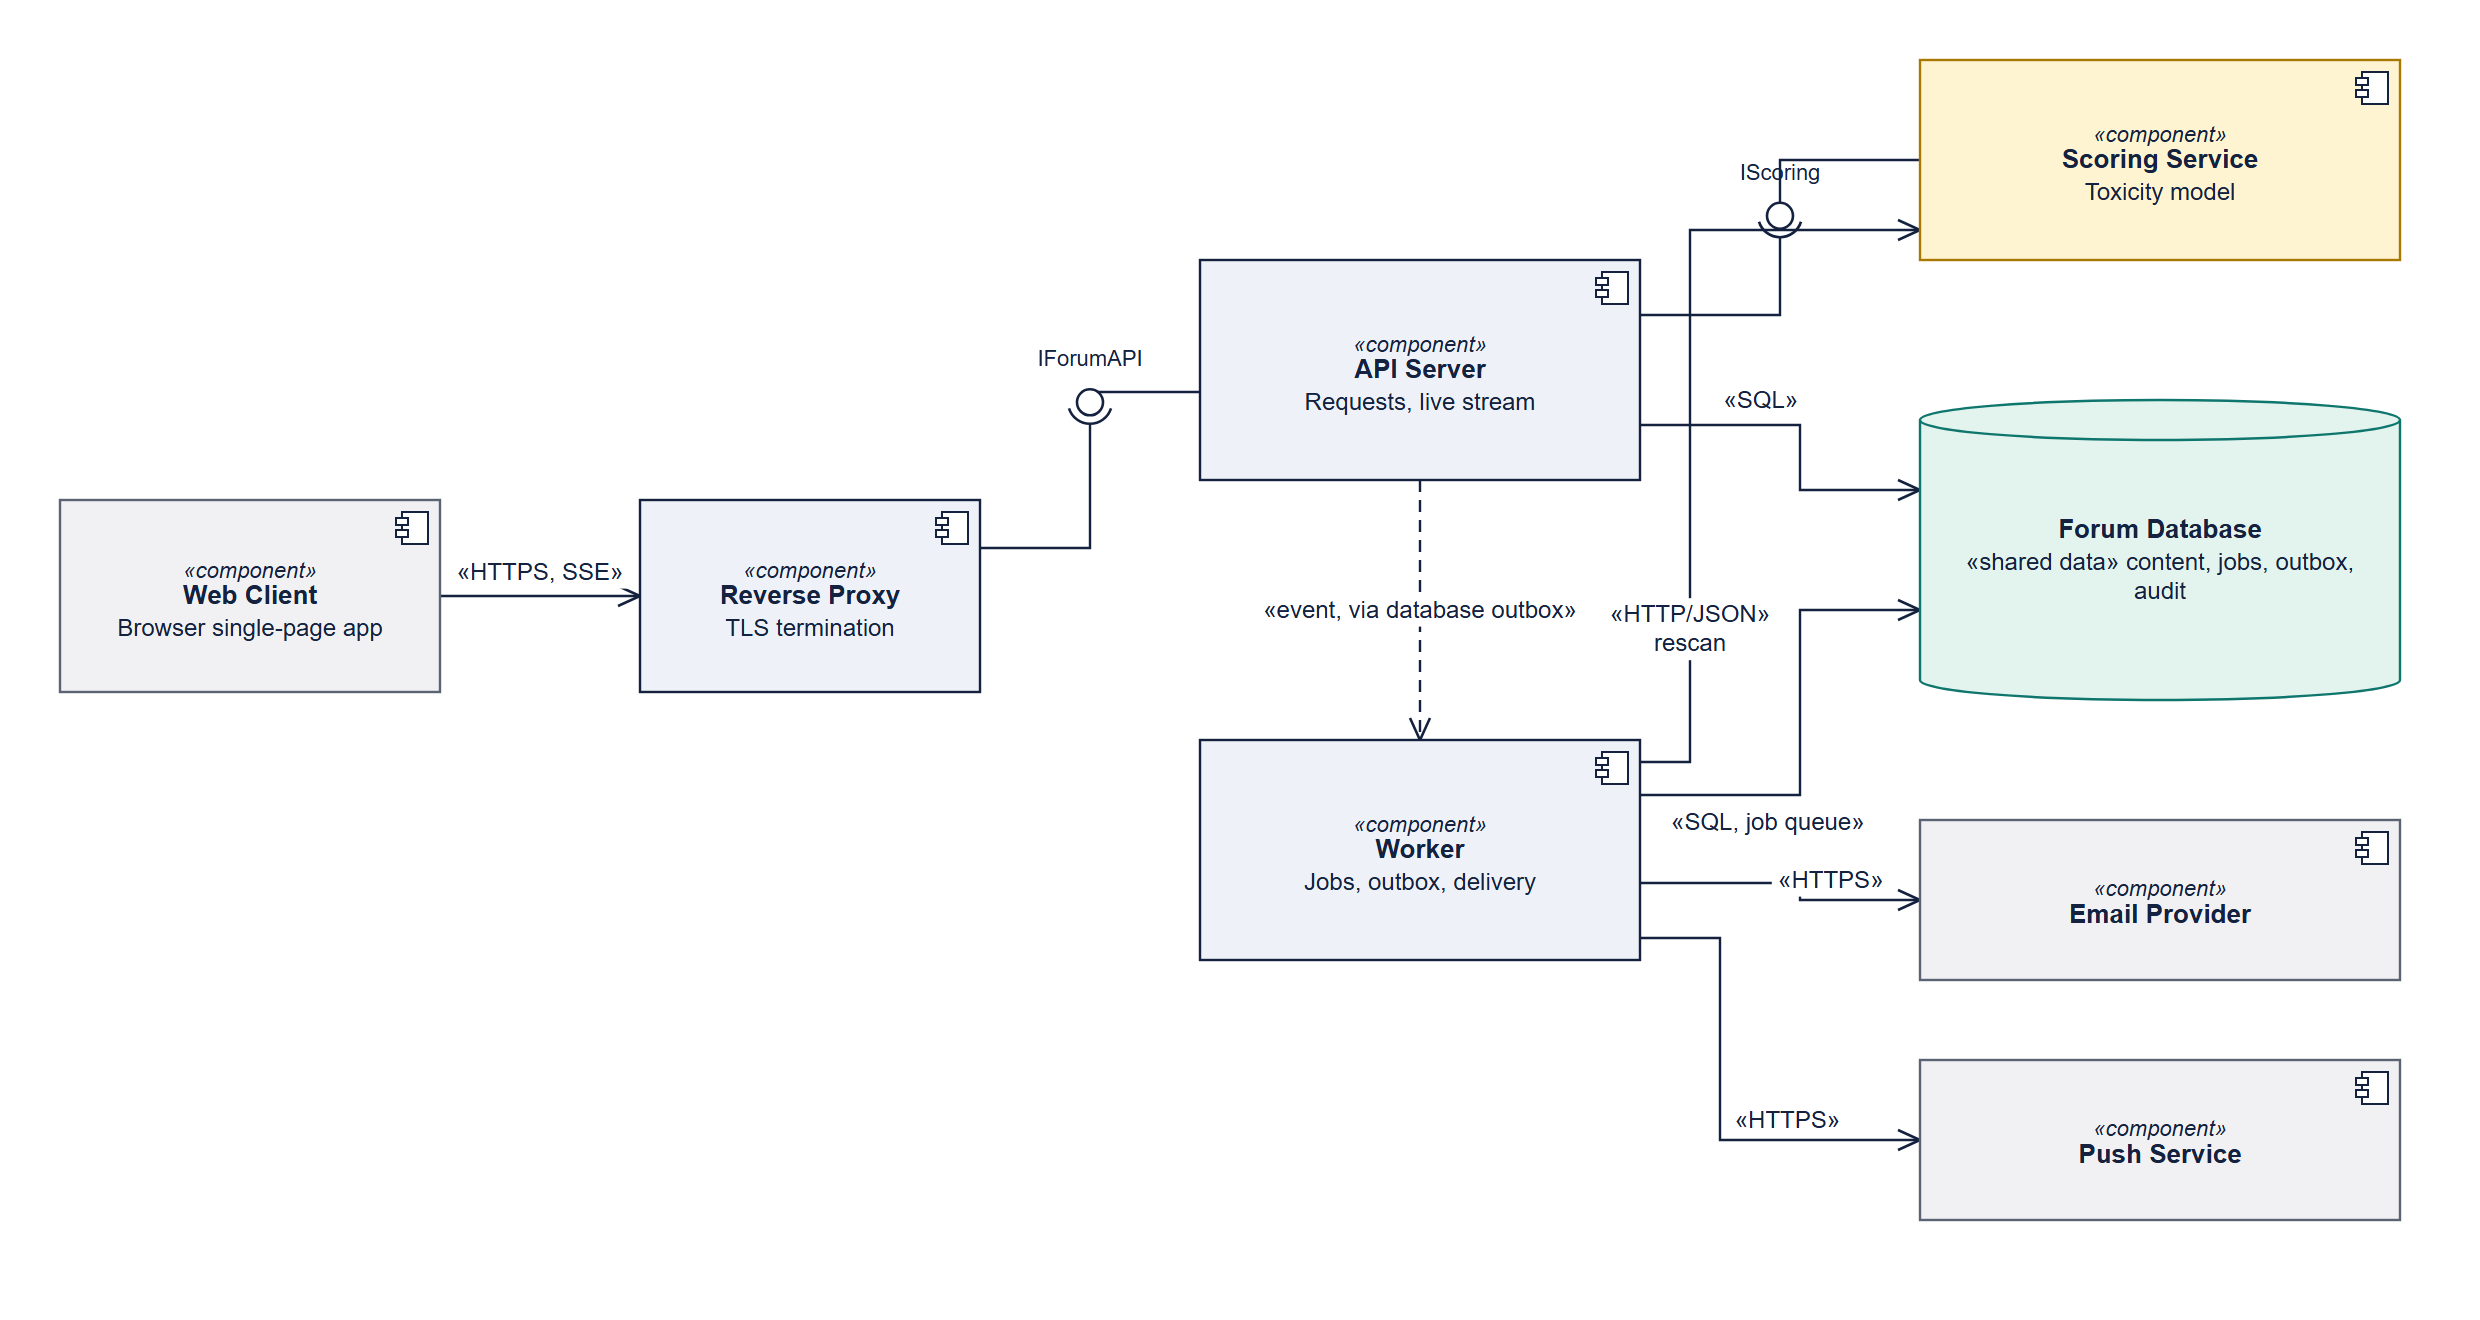 «component»
Scoring Service
Toxicity model
IScoring
«component»
API Server
Requests, live stream
IForumAPI
«SQL»
«component»
Web Client
Browser single-page app
«HTTPS, SSE»
«component»
Reverse Proxy
TLS termination
Forum Database
«shared data» content, jobs, outbox,
audit
«event, via database outbox»
«HTTP/JSON»
rescan
«component»
Worker
Jobs, outbox, delivery
«SQL, job queue»
«HTTPS»
«component»
Email Provider
«HTTPS»
«component»
Push Service